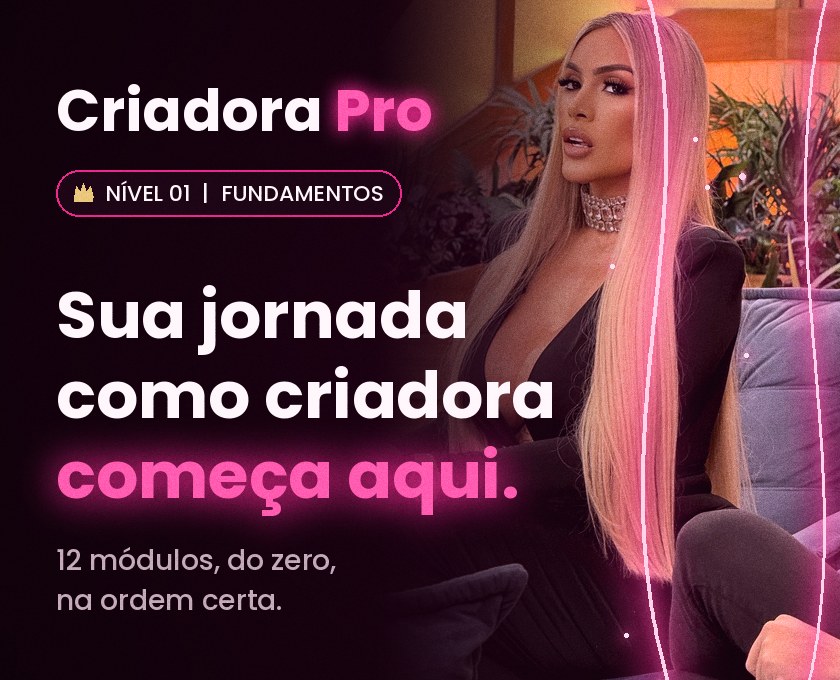 Criadora Pro
NÍVEL 01 | FUNDAMENTOS
Sua jornada
como criadora
começa aqui.
12 módulos, do zero,
na ordem certa.